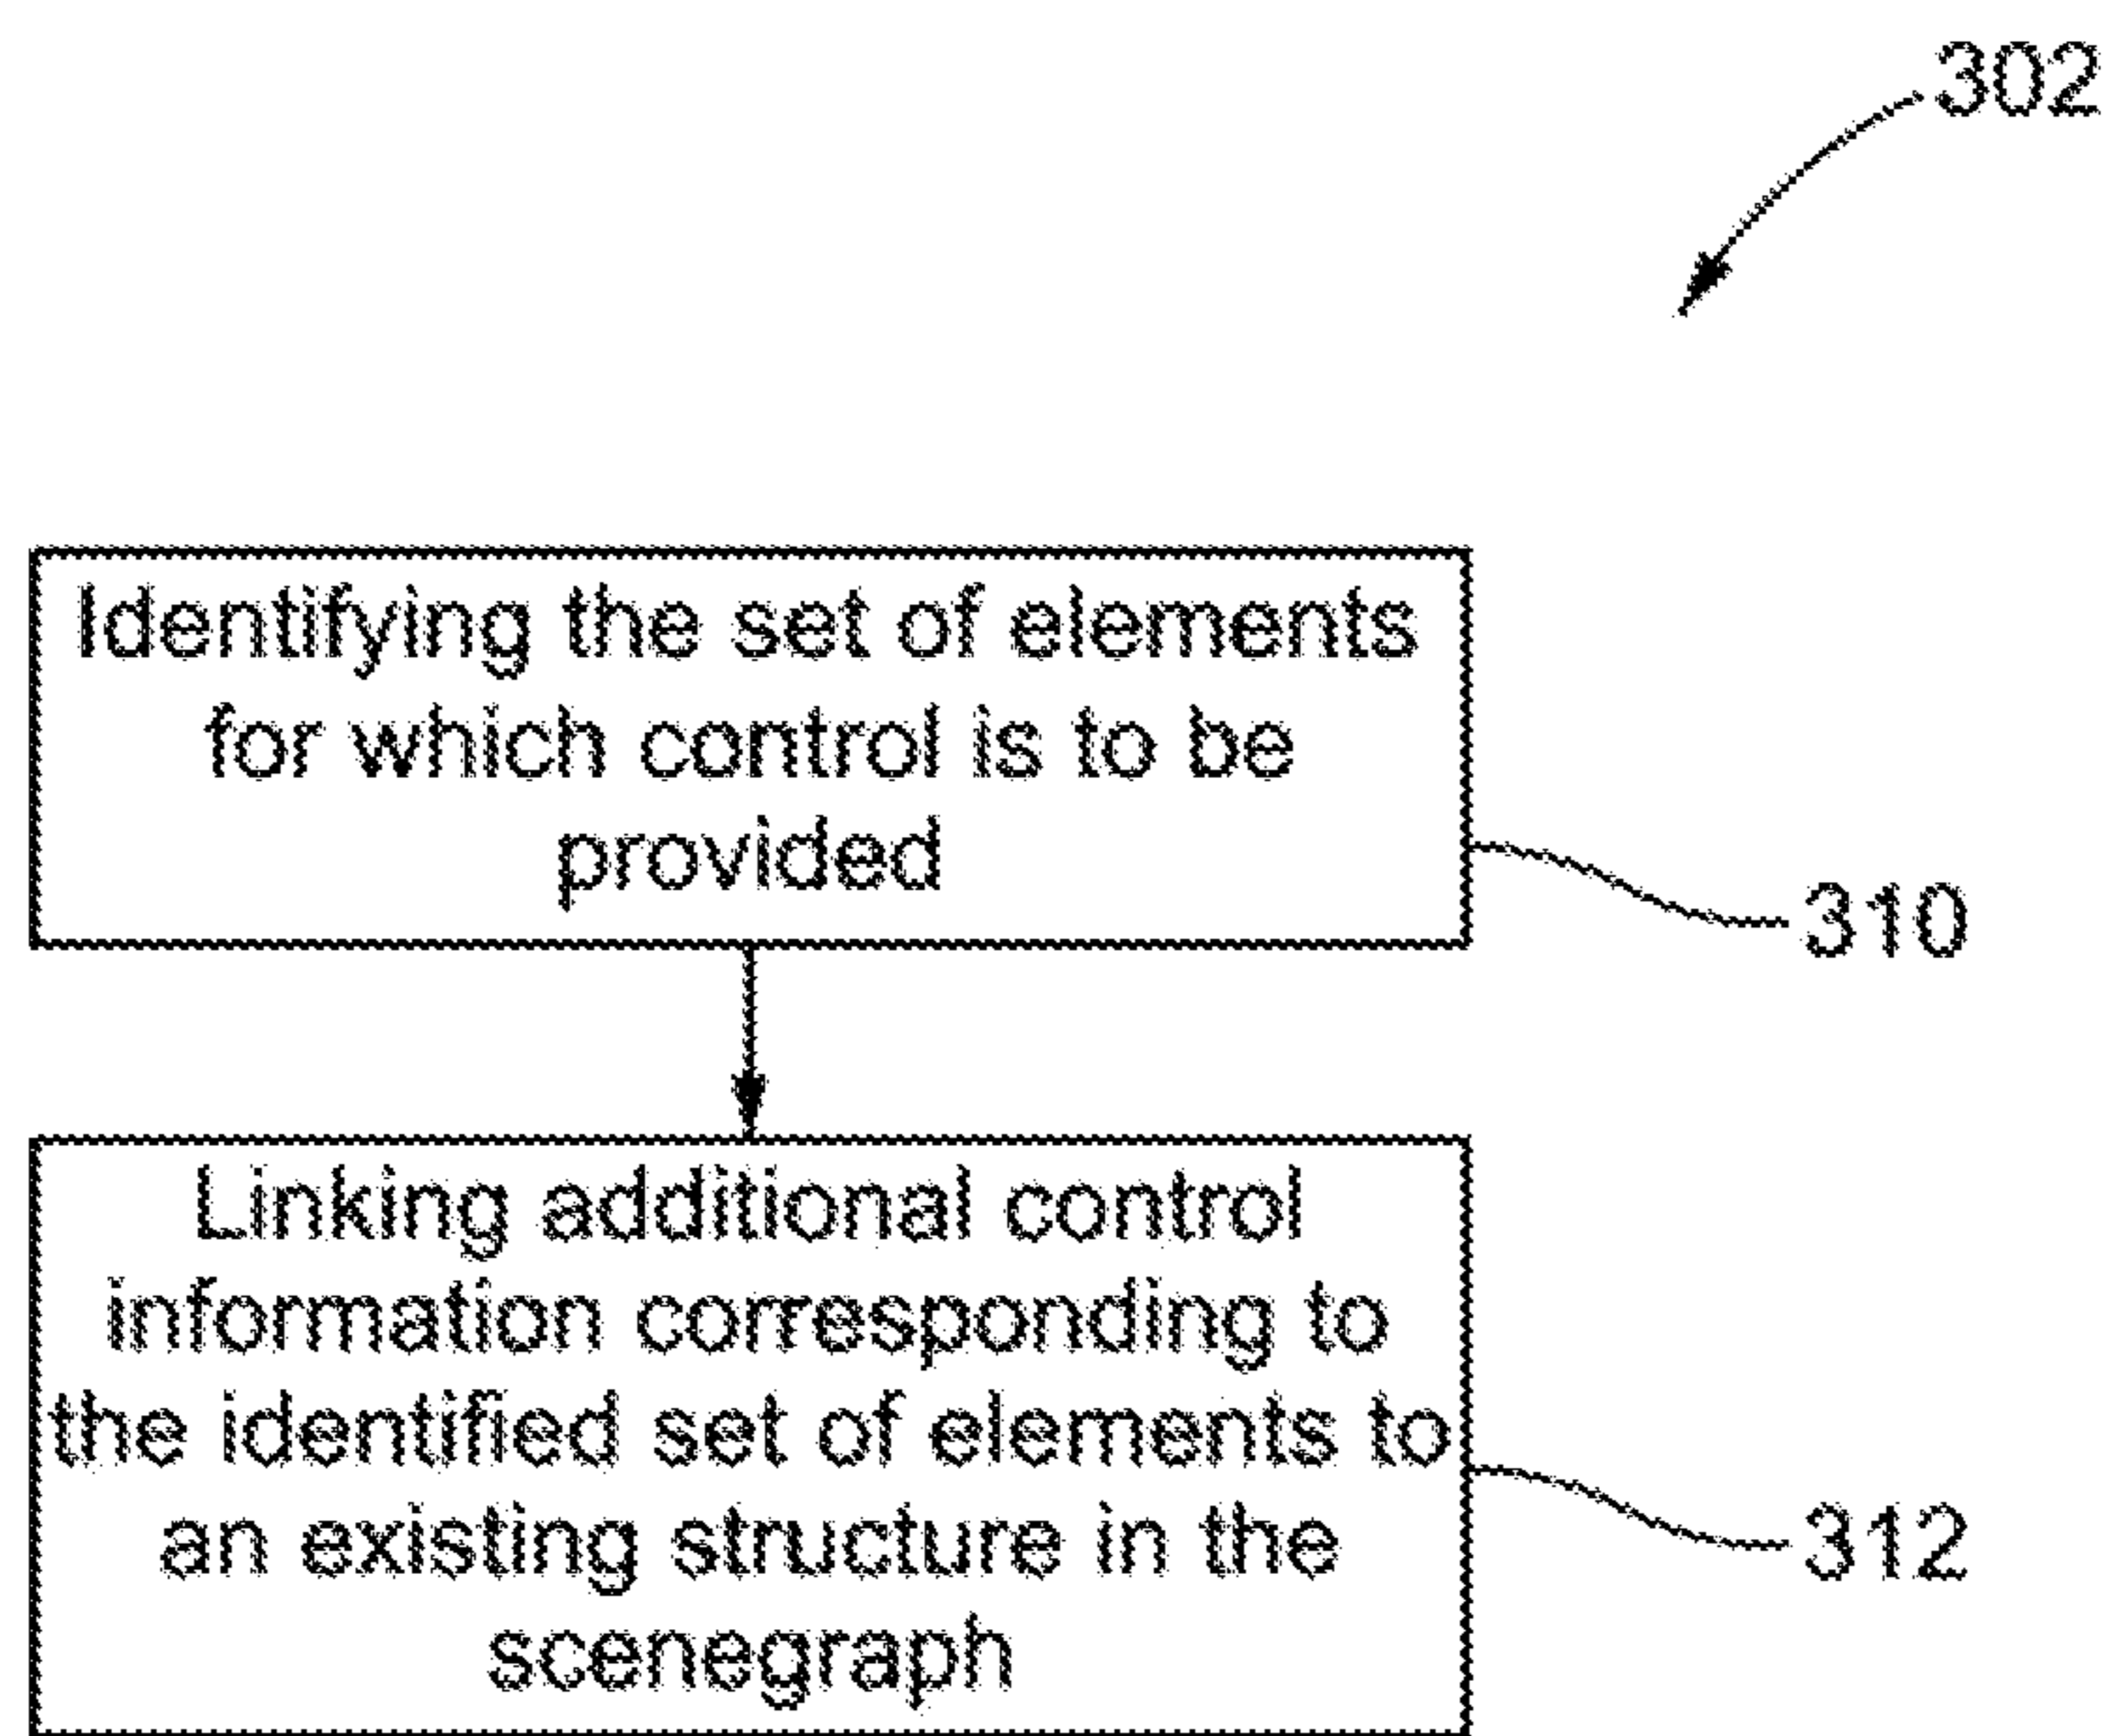 302
Identifying the set of elements
for which control is to be
provided
310
Linking additional control
information corresponding to
the identified set of elements to
an existing structure in the
scenegraph
312